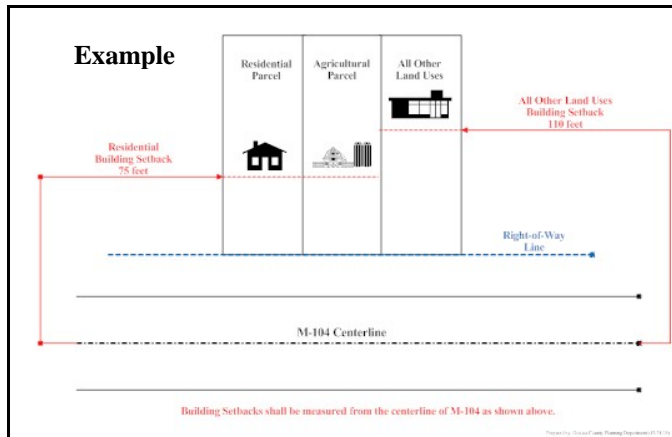 Example
Residential
Parcel
Agricultural
Parcel
All Other
Land Uses
All Other Land Uses
Building Setback
110 feet
Residential
Building Setback
75 feet
Right-of-Way
Line
M-104 Centerline
Building Setbacks shall be measured from the centerline of M-104 as shown above.